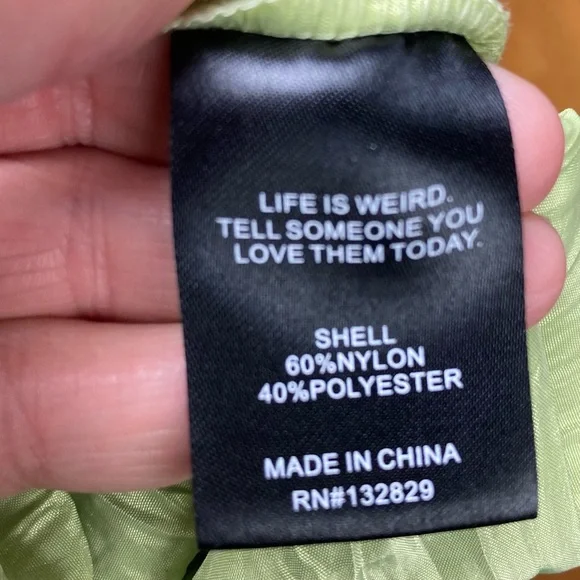 LIFE IS WEIRD.
TELL SOMEONE YOU
LOVE THEM TODAY.
SHELL
60%NYLON
40%POLYESTER
MADE IN CHINA
RN#132829